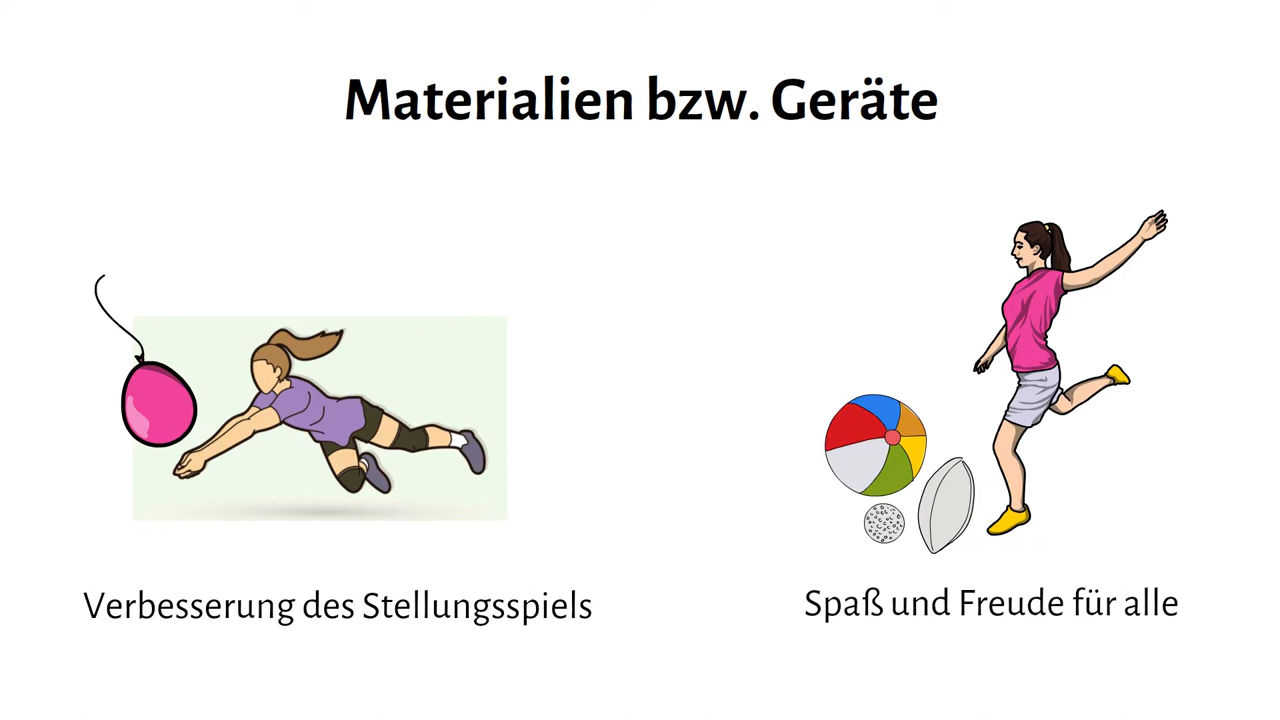 Materialien bzw. Geräte
Verbesserung des Stellungsspiels
Spaß und Freude für alle